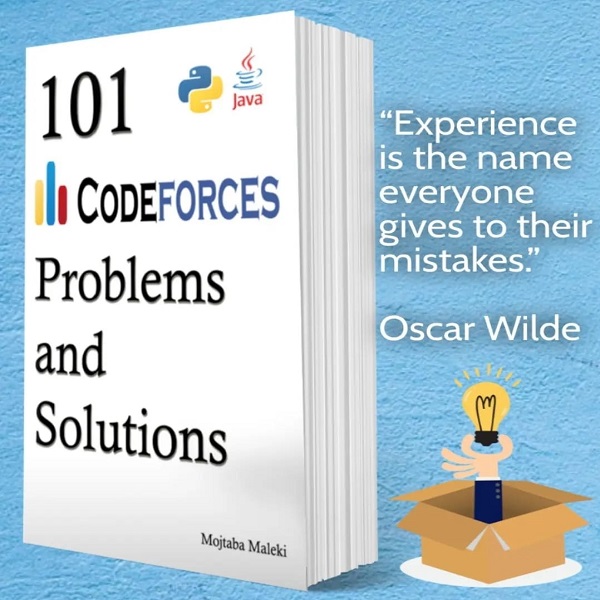 101
Java
CODEFORCES
Problems
and
Solutions
Mojtaba Maleki
“Experience
is the name
everyone
gives to their
mistakes.”
Oscar Wilde